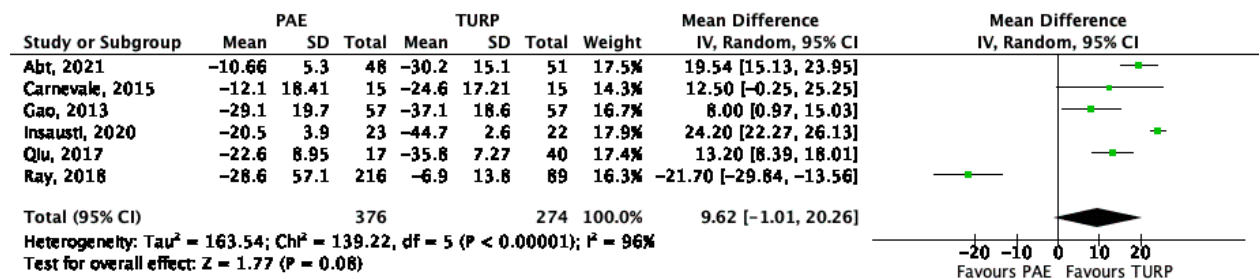 PAE TURP Mean Difference Mean Difference
Study or Subgroup Mean SD Total Mean SD Total Weight IV, Random, 95% CI IV, Random, 95% CI
Abt, 2021 −10.66 5.3 48 −30.2 15.1 51 17.5% 19.54 [15.13, 23.95]
Carnevale, 2015 −12.1 18.41 15 −24.6 17.21 15 14.3% 12.50 [−0.25, 25.25]
Gao, 2013 −29.1 19.7 57 −37.1 18.6 57 16.7% 8.00 [0.97, 15.03]
Insausti, 2020 −20.5 3.9 23 −44.7 2.6 22 17.9% 24.20 [22.27, 26.13]
Qiu, 2017 −22.6 8.95 17 −35.8 7.27 40 17.4% 13.20 [8.39, 18.01]
Ray, 2018 −28.6 57.1 216 −6.9 13.8 89 16.3% −21.70 [−29.84, −13.56]
Total (95% CI) 376 274 100.0% 9.62 [−1.01, 20.26]
Heterogeneity: Tau² = 163.54; Chi² = 139.22, df = 5 (P < 0.00001); I² = 96%
Test for overall effect: Z = 1.77 (P = 0.08)
−20 −10 0 10 20
Favours PAE Favours TURP